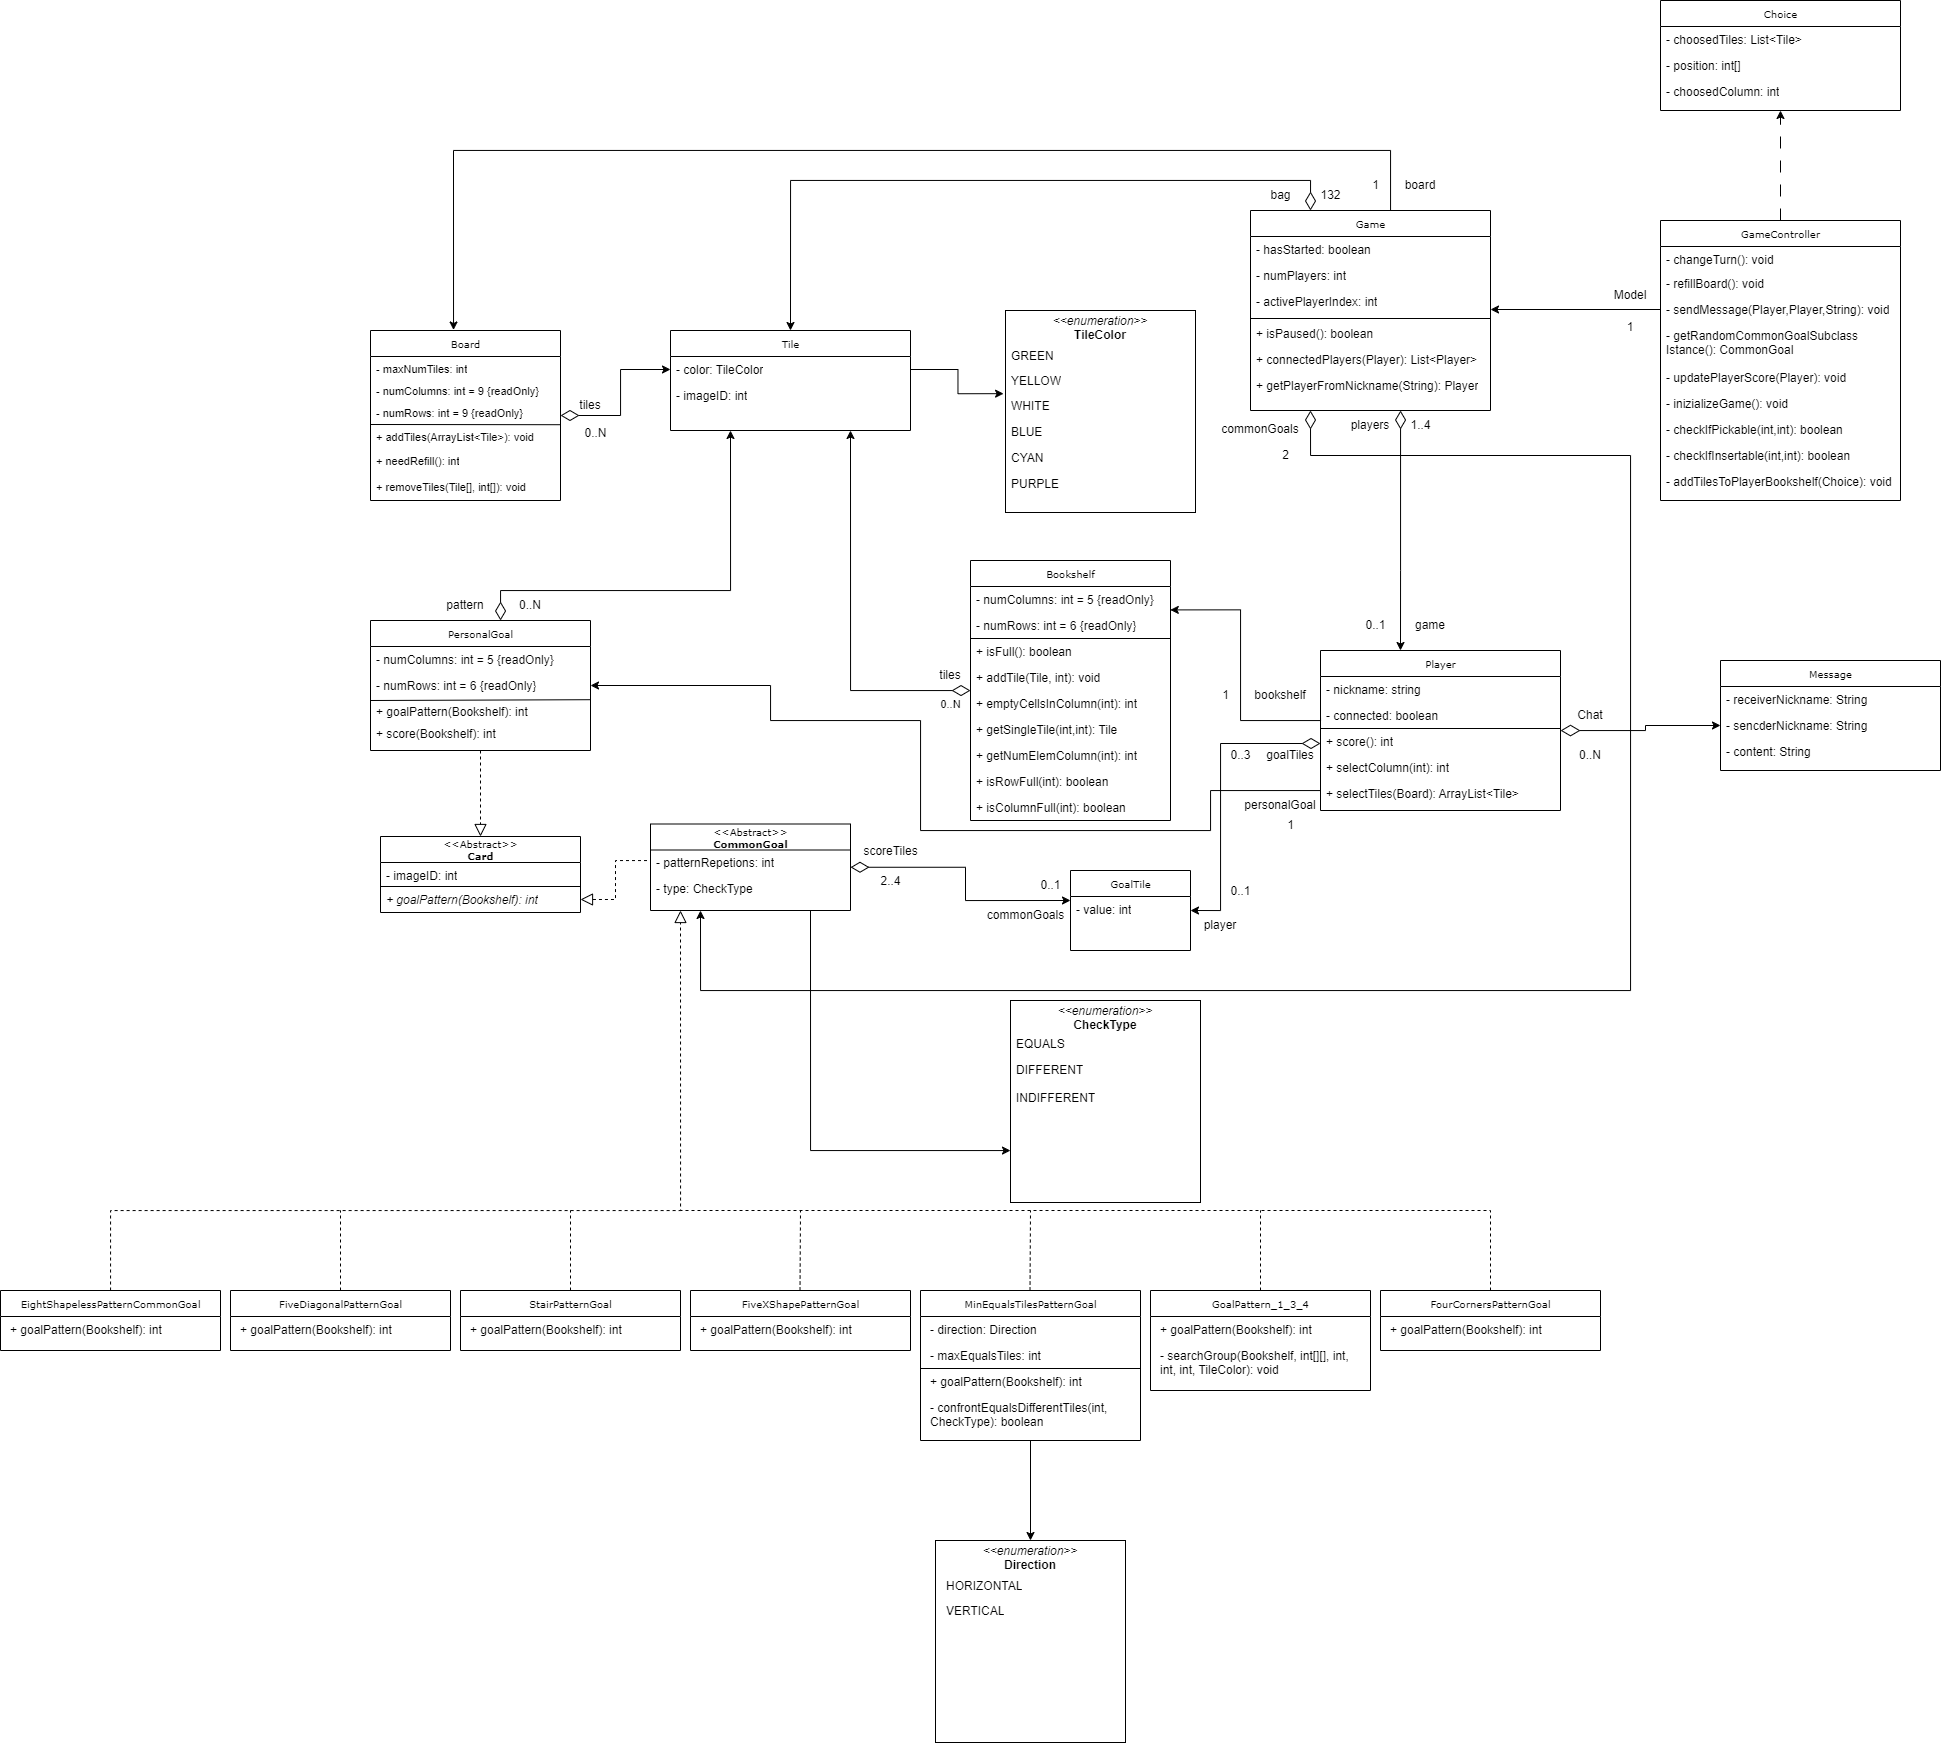 Choice
- choosedTiles: List<Tile>
- position: int[]
- choosedColumn: int
bag
132
1
board
Game
- hasStarted: boolean
- numPlayers: int
- activePlayerIndex: int
+ isPaused(): boolean
+ connectedPlayers(Player): List<Player>
+ getPlayerFromNickname(String): Player
Model
1
GameController
- changeTurn(): void
- refillBoard(): void
- sendMessage(Player,Player,String): void
- getRandomCommonGoalSubclass
Istance(): CommonGoal
- updatePlayerScore(Player): void
- inizializeGame(): void
- checkIfPickable(int,int): boolean
- checkIfInsertable(int,int): boolean
- addTilesToPlayerBookshelf(Choice): void
Board
- maxNumTiles: int
- numColumns: int = 9 {readOnly}
- numRows: int = 9 {readOnly}
+ addTiles(ArrayList<Tile>): void
+ needRefill(): int
+ removeTiles(Tile[], int[]): void
tiles
0..N
Tile
- color: TileColor
- imageID: int
<<enumeration>>
TileColor
GREEN
YELLOW
WHITE
BLUE
CYAN
PURPLE
commonGoals
2
players
1..4
pattern
0..N
PersonalGoal
- numColumns: int = 5 {readOnly}
- numRows: int = 6 {readOnly}
+ goalPattern(Bookshelf): int
+ score(Bookshelf): int
Bookshelf
- numColumns: int = 5 {readOnly}
- numRows: int = 6 {readOnly}
+ isFull(): boolean
+ addTile(Tile, int): void
+ emptyCellsInColumn(int): int
+ getSingleTile(int,int): Tile
+ getNumElemColumn(int): int
+ isRowFull(int): boolean
+ isColumnFull(int): boolean
tiles
0..N
0..1
game
1
bookshelf
Player
- nickname: string
- connected: boolean
+ score(): int
+ selectColumn(int): int
+ selectTiles(Board): ArrayList<Tile>
0..3
goalTiles
personalGoal
1
Chat
0..N
Message
- receiverNickname: String
- sencderNickname: String
- content: String
<<Abstract>>
Card
- imageID: int
+ goalPattern(Bookshelf): int
<<Abstract>>
CommonGoal
- patternRepetions: int
- type: CheckType
scoreTiles
2..4
0..1
commonGoals
GoalTile
- value: int
0..1
player
<<enumeration>>
CheckType
EQUALS
DIFFERENT
INDIFFERENT
EightShapelessPatternCommonGoal
+ goalPattern(Bookshelf): int
FiveDiagonalPatternGoal
+ goalPattern(Bookshelf): int
StairPatternGoal
+ goalPattern(Bookshelf): int
FiveXShapePatternGoal
+ goalPattern(Bookshelf): int
MinEqualsTilesPatternGoal
- direction: Direction
- maxEqualsTiles: int
+ goalPattern(Bookshelf): int
- confrontEqualsDifferentTiles(int,
CheckType): boolean
GoalPattern_1_3_4
+ goalPattern(Bookshelf): int
- searchGroup(Bookshelf, int[][], int,
int, int, TileColor): void
FourCornersPatternGoal
+ goalPattern(Bookshelf): int
<<enumeration>>
Direction
HORIZONTAL
VERTICAL